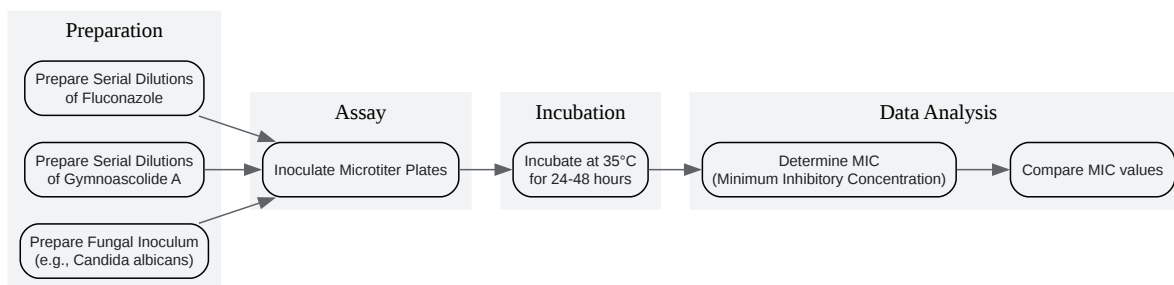 Preparation
Prepare Serial Dilutions
of Fluconazole
Prepare Serial Dilutions
of Gymnoascolide A
Prepare Fungal Inoculum
(e.g., Candida albicans)
Assay
Inoculate Microtiter Plates
Incubation
Incubate at 35°C
for 24-48 hours
Data Analysis
Determine MIC
(Minimum Inhibitory Concentration)
Compare MIC values